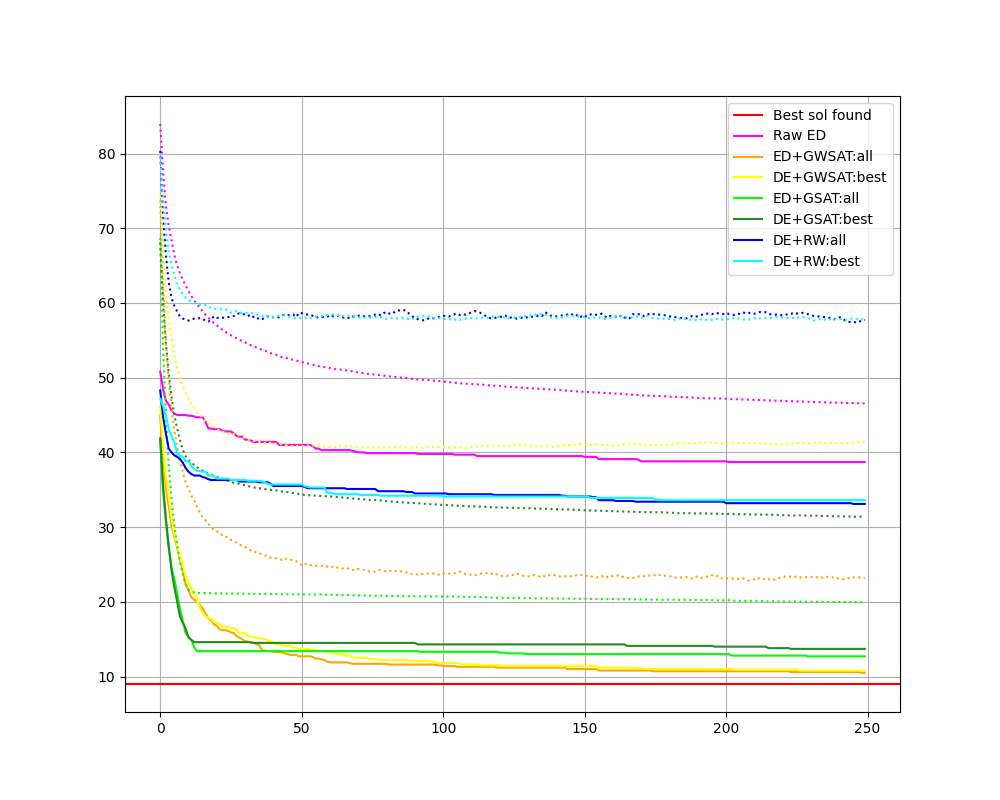 80
70
60
50
40
30
20
10
0
50
100
150
200
250
Best sol found
Raw ED
ED+GWSAT:all
DE+GWSAT:best
ED+GSAT:all
DE+GSAT:best
DE+RW:all
DE+RW:best